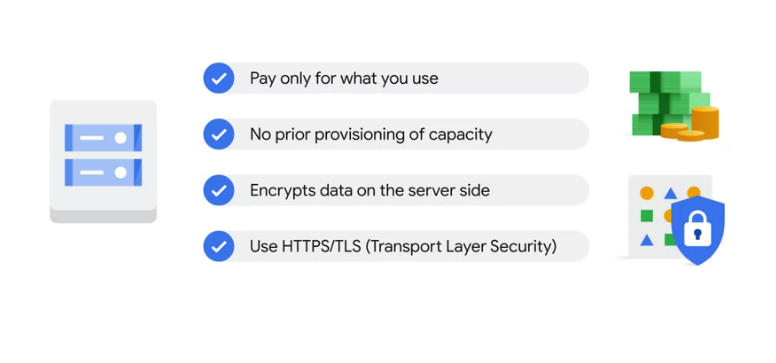 Pay only for what you use
No prior provisioning of capacity
Encrypts data on the server side
Use HTTPS/TLS (Transport Layer Security)